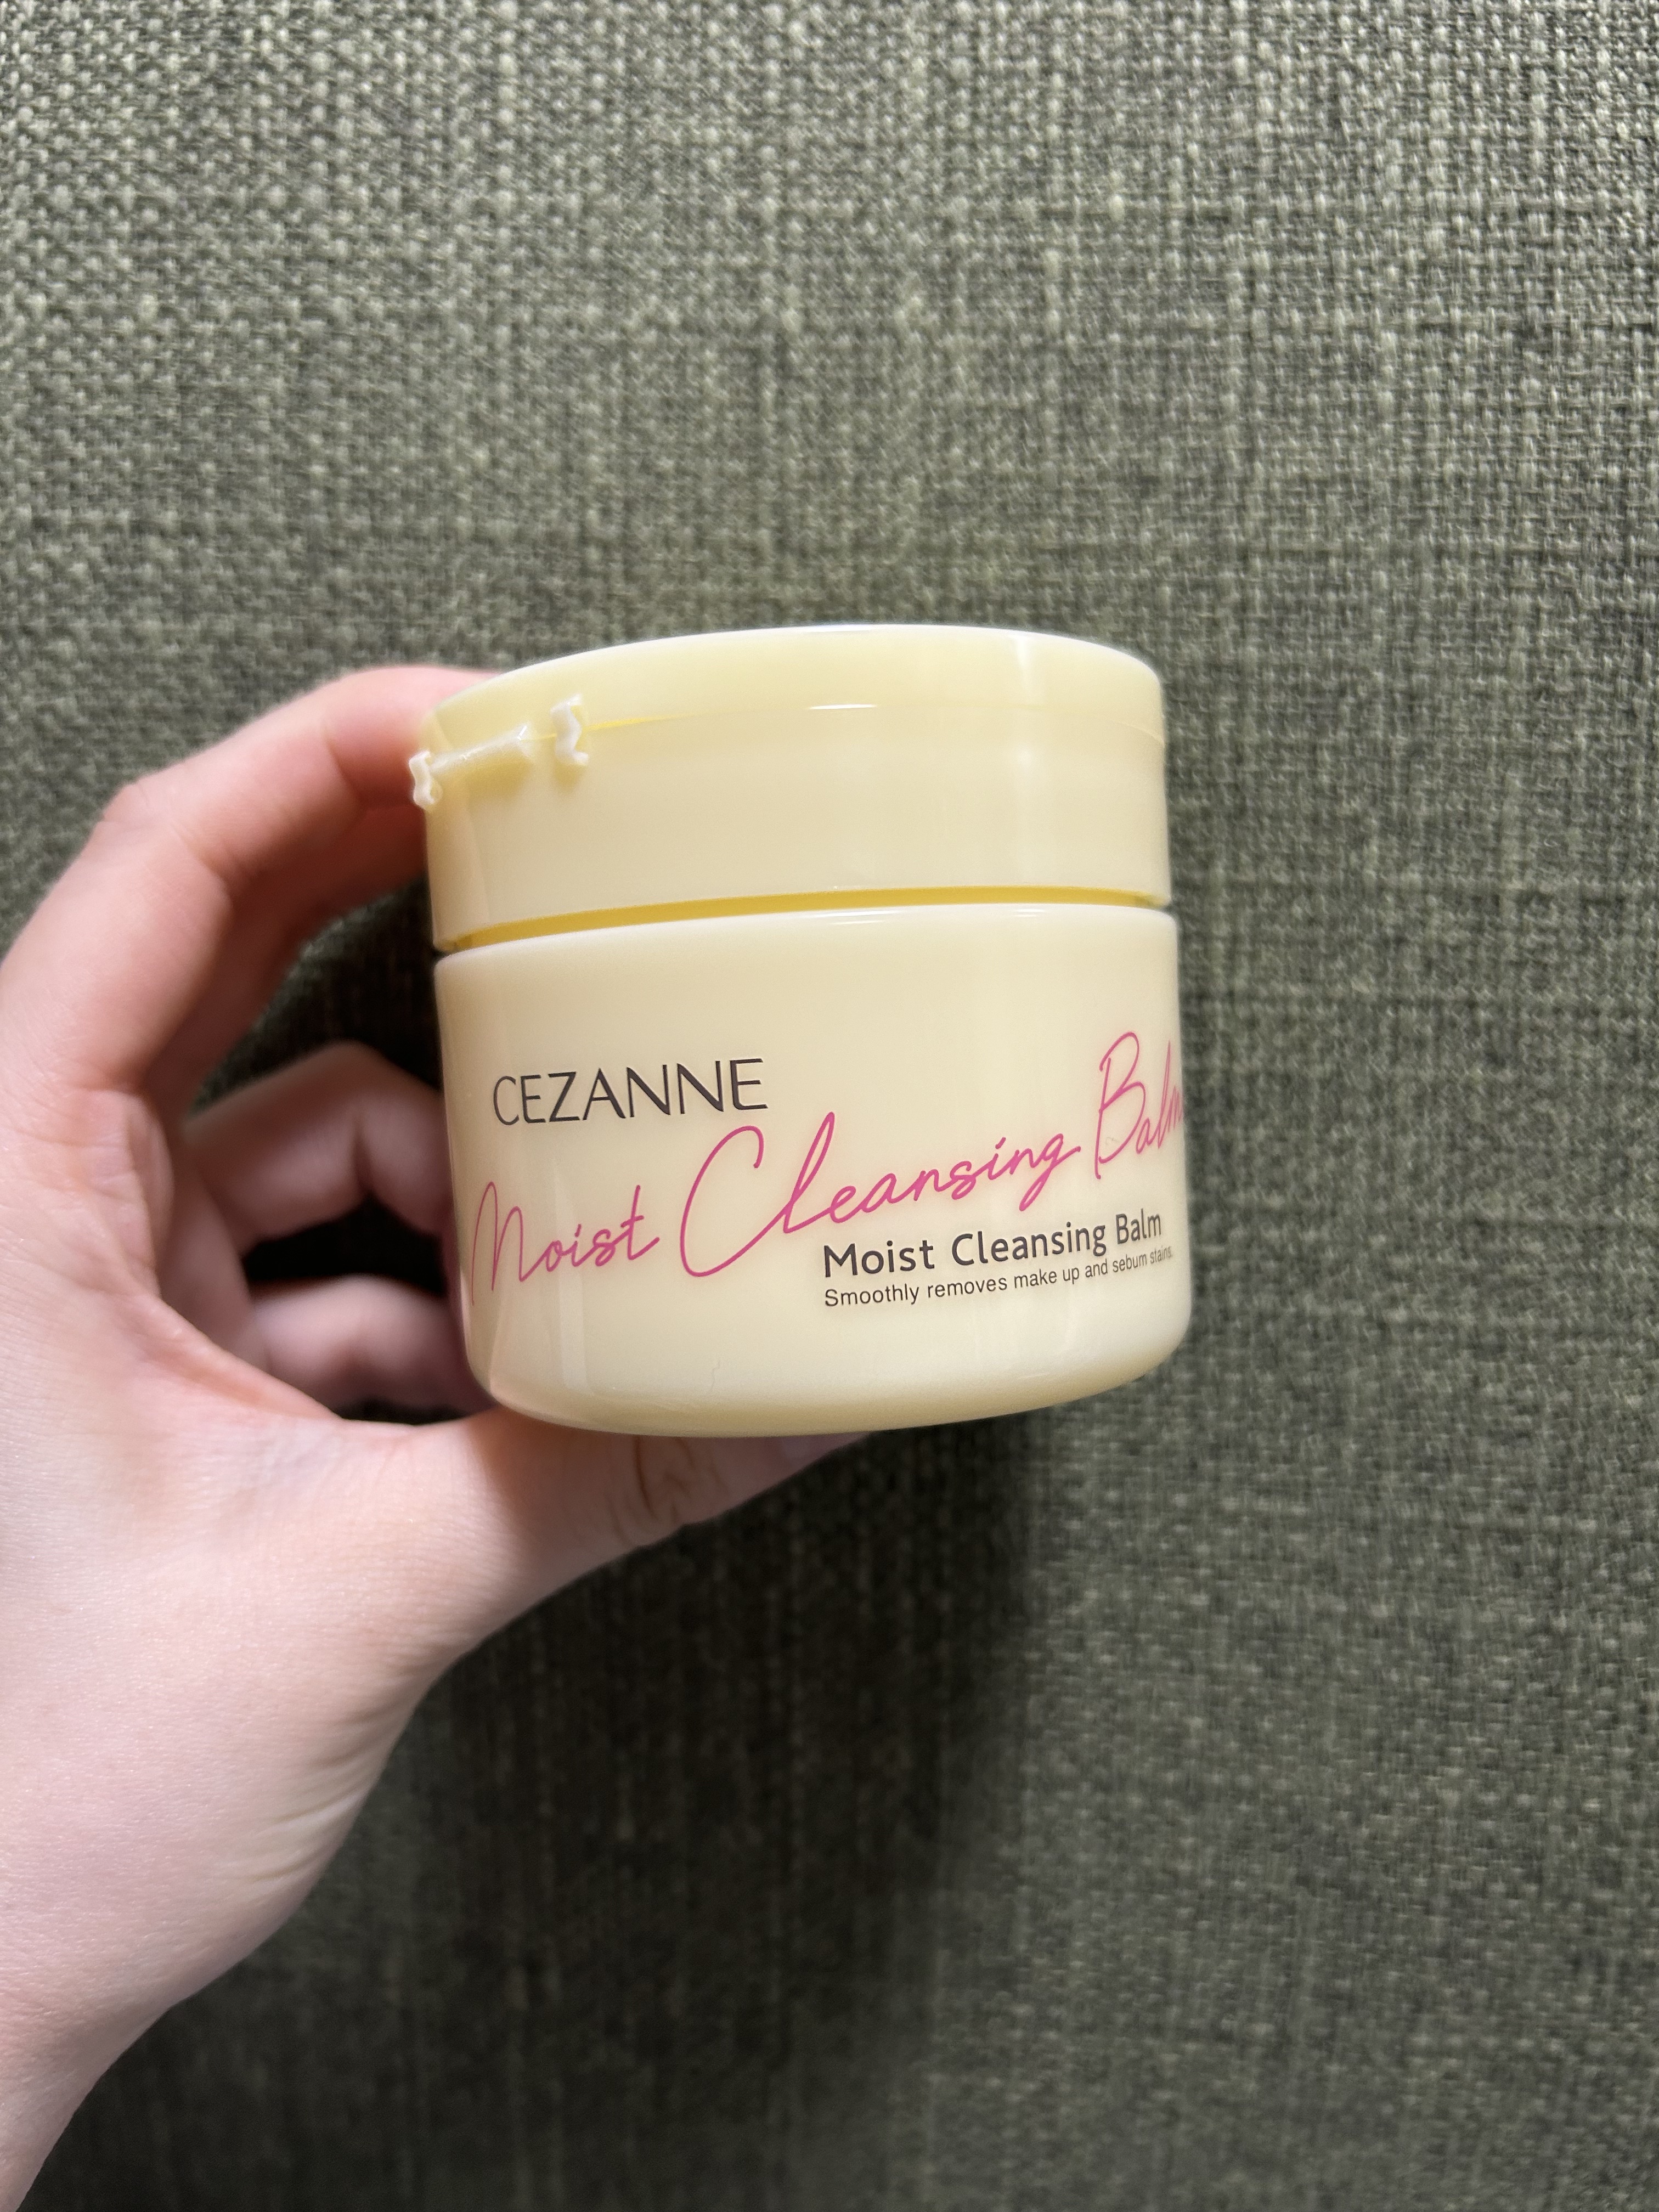 CEZANNE
Moist Cleansing Balm
Moist Cleansing Balm
Smoothly removes make up and sebum stains.